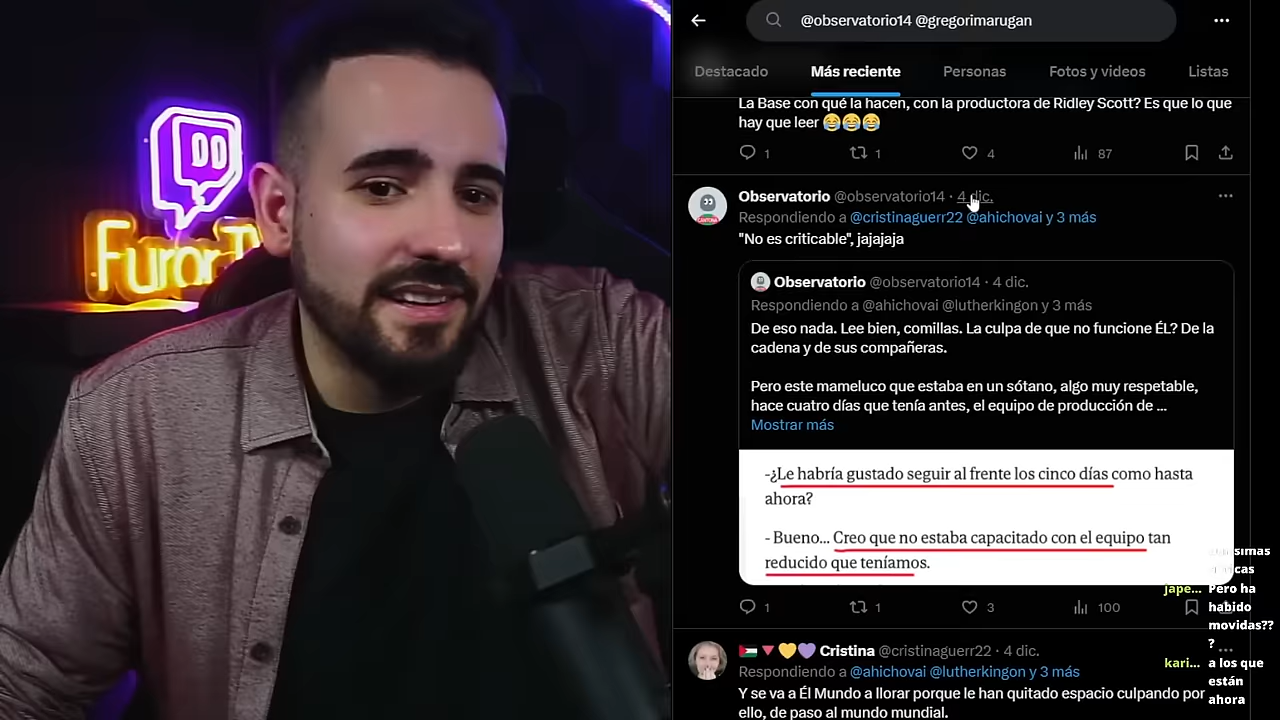 @observatorio14 @gregorimarugan
Destacado
Más reciente
Personas
Fotos y videos
Listas
La Base con qué la hacen, con la productora de Ridley Scott? Es que lo que
hay que leer 😂😂😂
1
1
4
87
Observatorio @observatorio14 · 4 dic.
Respondiendo a @cristinaguerr22 @ahichovai y 3 más
"No es criticable", jajajaja
Observatorio @observatorio14 · 4 dic.
Respondiendo a @ahichovai @lutherkingon y 3 más
De eso nada. Lee bien, comillas. La culpa de que no funcione ÉL? De la
cadena y de sus compañeras.
Pero este mameluco que estaba en un sótano, algo muy respetable,
hace cuatro días que tenía antes, el equipo de producción de ...
Mostrar más
-¿Le habría gustado seguir al frente los cinco días como hasta
ahora?
- Bueno... Creo que no estaba capacitado con el equipo tan
reducido que teníamos.
1
1
3
100
🇵🇸🔻💛💜 Cristina @cristinaguerr22 · 4 dic.
Respondiendo a @ahichovai @lutherkingon y 3 más
Y se va a Él Mundo a llorar porque le han quitado espacio culpando por
ello, de paso al mundo mundial.
jape... Pero ha
habido
movidas??
?
kari... a los que
están
ahora